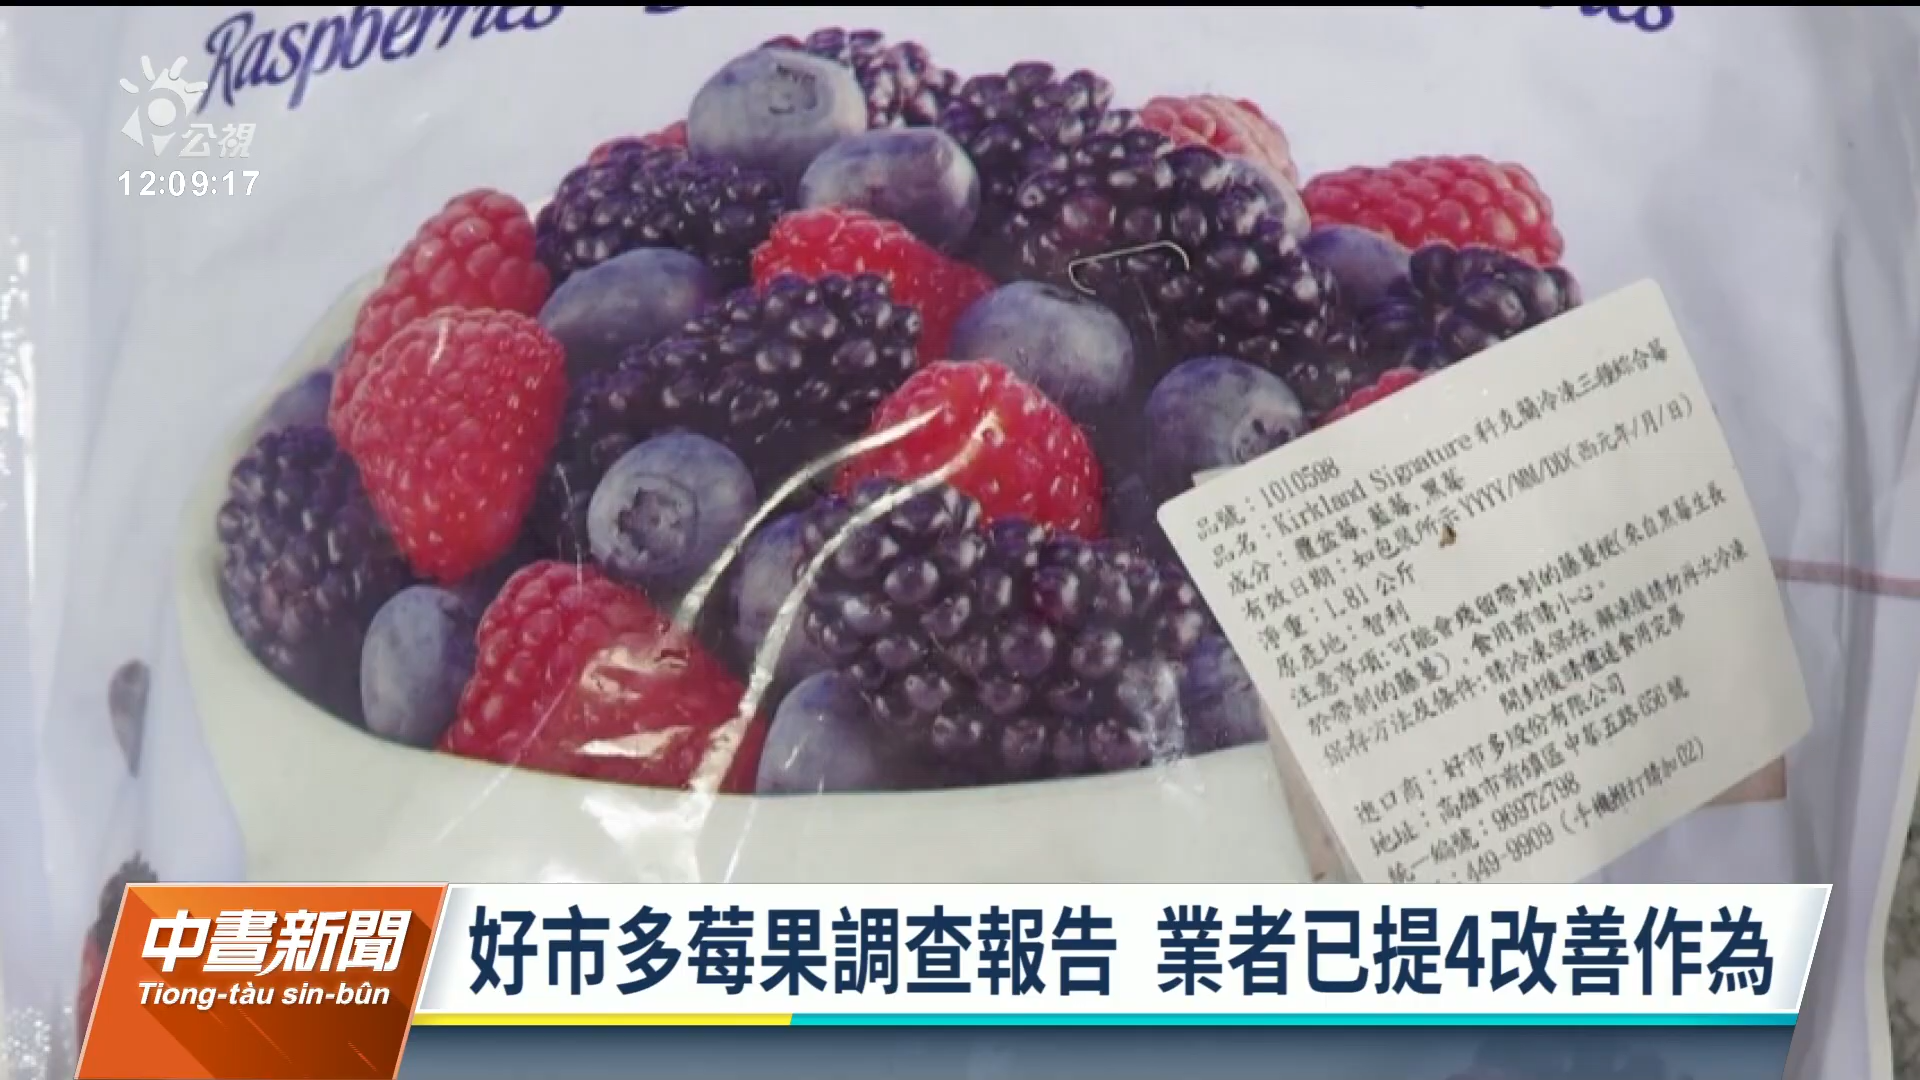 Raspberries
公視
12:09:17
品號：1010598
品名：Kirkland Signature 科克蘭冷凍三種綜合莓
成分：覆盆莓, 藍莓, 黑莓
有效日期：如包裝所示YYYY/MM/DD(西元年/月/日)
淨重：1.81 公斤
原產地：智利
注意事項:可能會殘留帶刺的藤蔓梗(來自黑莓生長
於帶刺的藤蔓)，食用前請小心。
保存方法及條件:請冷凍保存,解凍後請勿再次冷凍
開封後請儘速食用完畢
進口商：好市多股份有限公司
地址：高雄市前鎮區中華五路656號
統一編號：96972798
：449-9909（手機撥打請加02）
中晝新聞
Tiong-tàu sin-bûn
好市多莓果調查報告 業者已提4改善作為